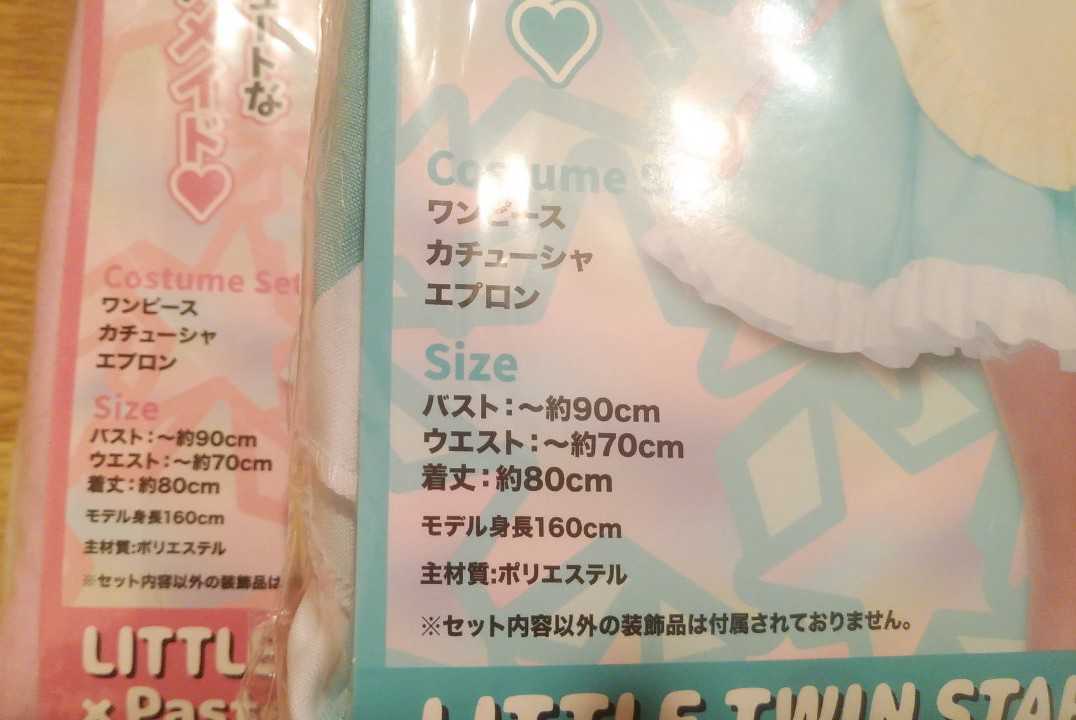 ートな
メイド♡
Costume Set
ワンピース
カチューシャ
エプロン
Size
バスト：～約90cm
ウエスト：～約70cm
着丈：約80cm
モデル身長160cm
主材質:ポリエステル
※セット内容以外の装飾品は
LITTLE
× Past
Costume S
ワンピース
カチューシャ
エプロン
Size
バスト：～約90cm
ウエスト：～約70cm
着丈：約80cm
モデル身長160cm
主材質:ポリエステル
※セット内容以外の装飾品は付属されておりません。
LITTLE TWIN STAR